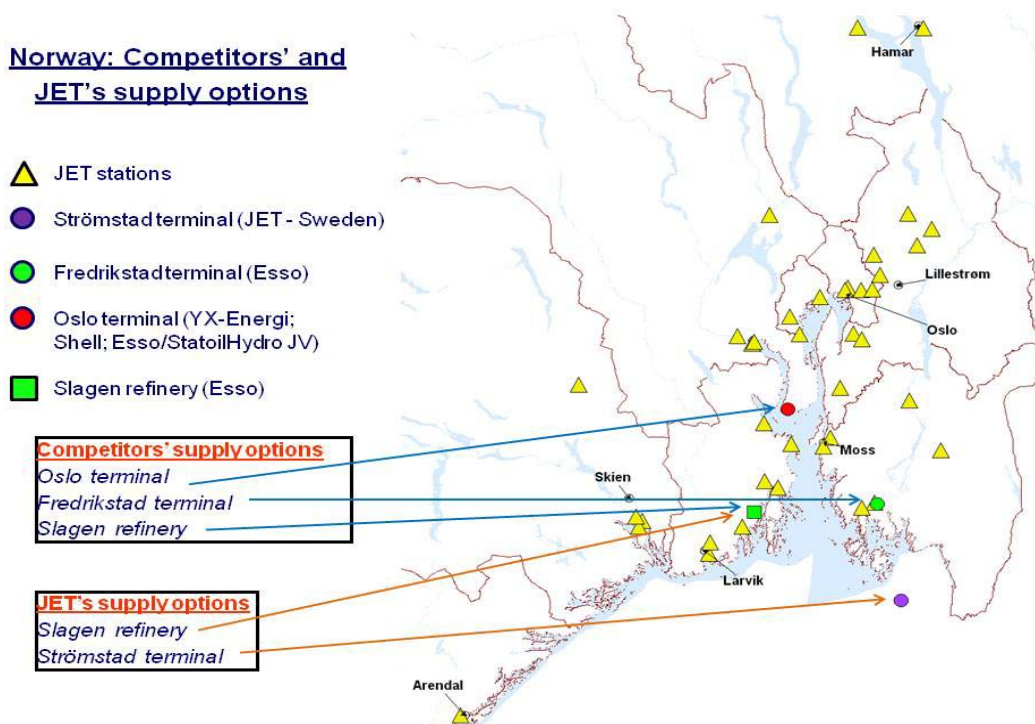 Norway: Competitors' and
JET's supply options
JET stations
Strömstad terminal (JET - Sweden)
Fredrikstad terminal (Esso)
Oslo terminal (YX-Energi;
Shell; Esso/StatoilHydro JV)
Slagen refinery (Esso)
Competitors' supply options
Oslo terminal
Fredrikstad terminal
Slagen refinery
JET's supply options
Slagen refinery
Strömstad terminal
Hamar
Lillestrøm
Oslo
Moss
Skien
Larvik
Arendal